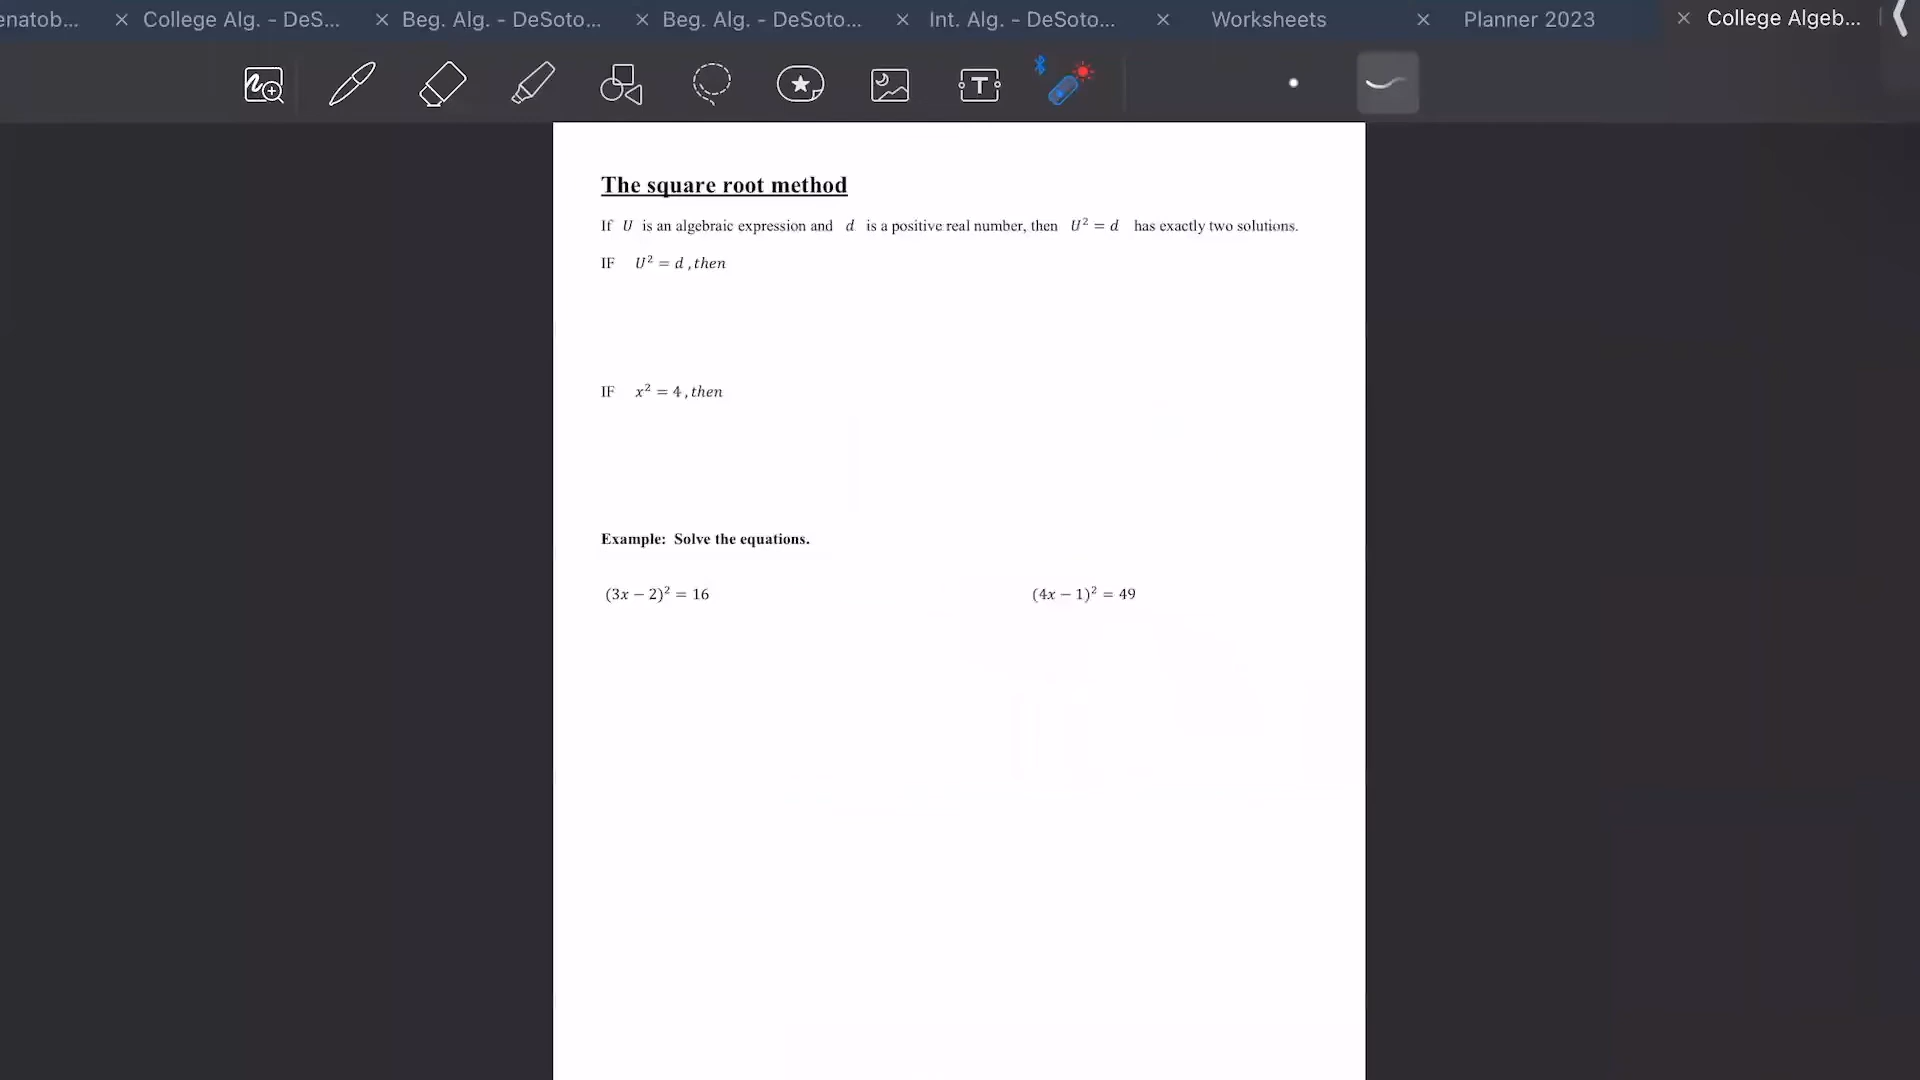 enatob... × College Alg. - DeS... × Beg. Alg. - DeSoto... × Beg. Alg. - DeSoto... × Int. Alg. - DeSoto... × Worksheets × Planner 2023 × College Algeb...
T
The square root method
If U is an algebraic expression and d is a positive real number, then U² = d has exactly two solutions.
IF U² = d , then
IF x² = 4 , then
Example: Solve the equations.
(3x − 2)² = 16 (4x − 1)² = 49